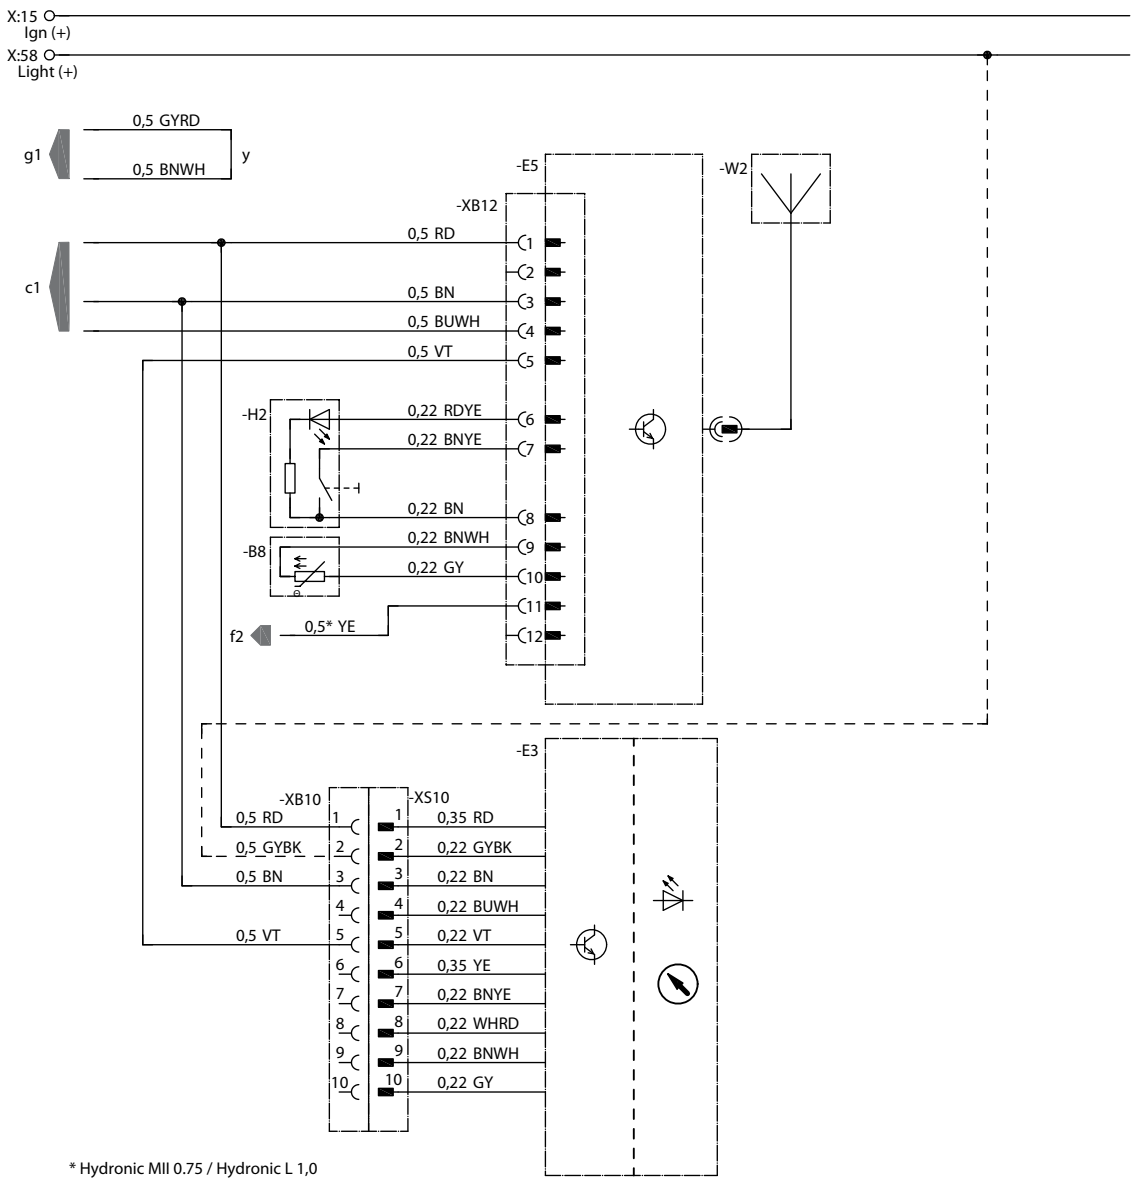 X:15
Ign (+)
X:58
Light (+)
g1
0,5 GYRD
0,5 BNWH
y
-E5
-W2
-XB12
c1
0,5 RD 1
2
0,5 BN 3
0,5 BUWH 4
0,5 VT 5
-H2
0,22 RDYE 6
0,22 BNYE 7
0,22 BN 8
-B8
0,22 BNWH 9
0,22 GY 10
ϑ
11
f2 0,5* YE 12
-E3
-XB10 -XS10
0,5 RD 1 1 0,35 RD
0,5 GYBK 2 2 0,22 GYBK
0,5 BN 3 3 0,22 BN
4 4 0,22 BUWH
0,5 VT 5 5 0,22 VT
6 6 0,35 YE
7 7 0,22 BNYE
8 8 0,22 WHRD
9 9 0,22 BNWH
10 10 0,22 GY
* Hydronic MII 0.75 / Hydronic L 1,0